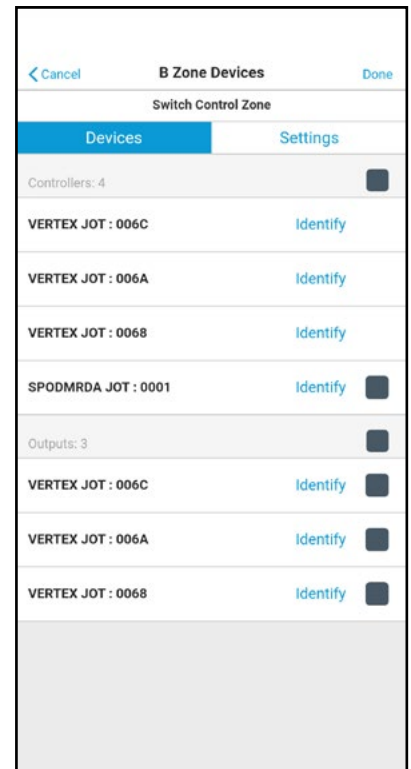 Cancel B Zone Devices Done
Switch Control Zone
Devices Settings
Controllers: 4
VERTEX JOT : 006C Identify
VERTEX JOT : 006A Identify
VERTEX JOT : 0068 Identify
SPODMRDA JOT : 0001 Identify
Outputs: 3
VERTEX JOT : 006C Identify
VERTEX JOT : 006A Identify
VERTEX JOT : 0068 Identify